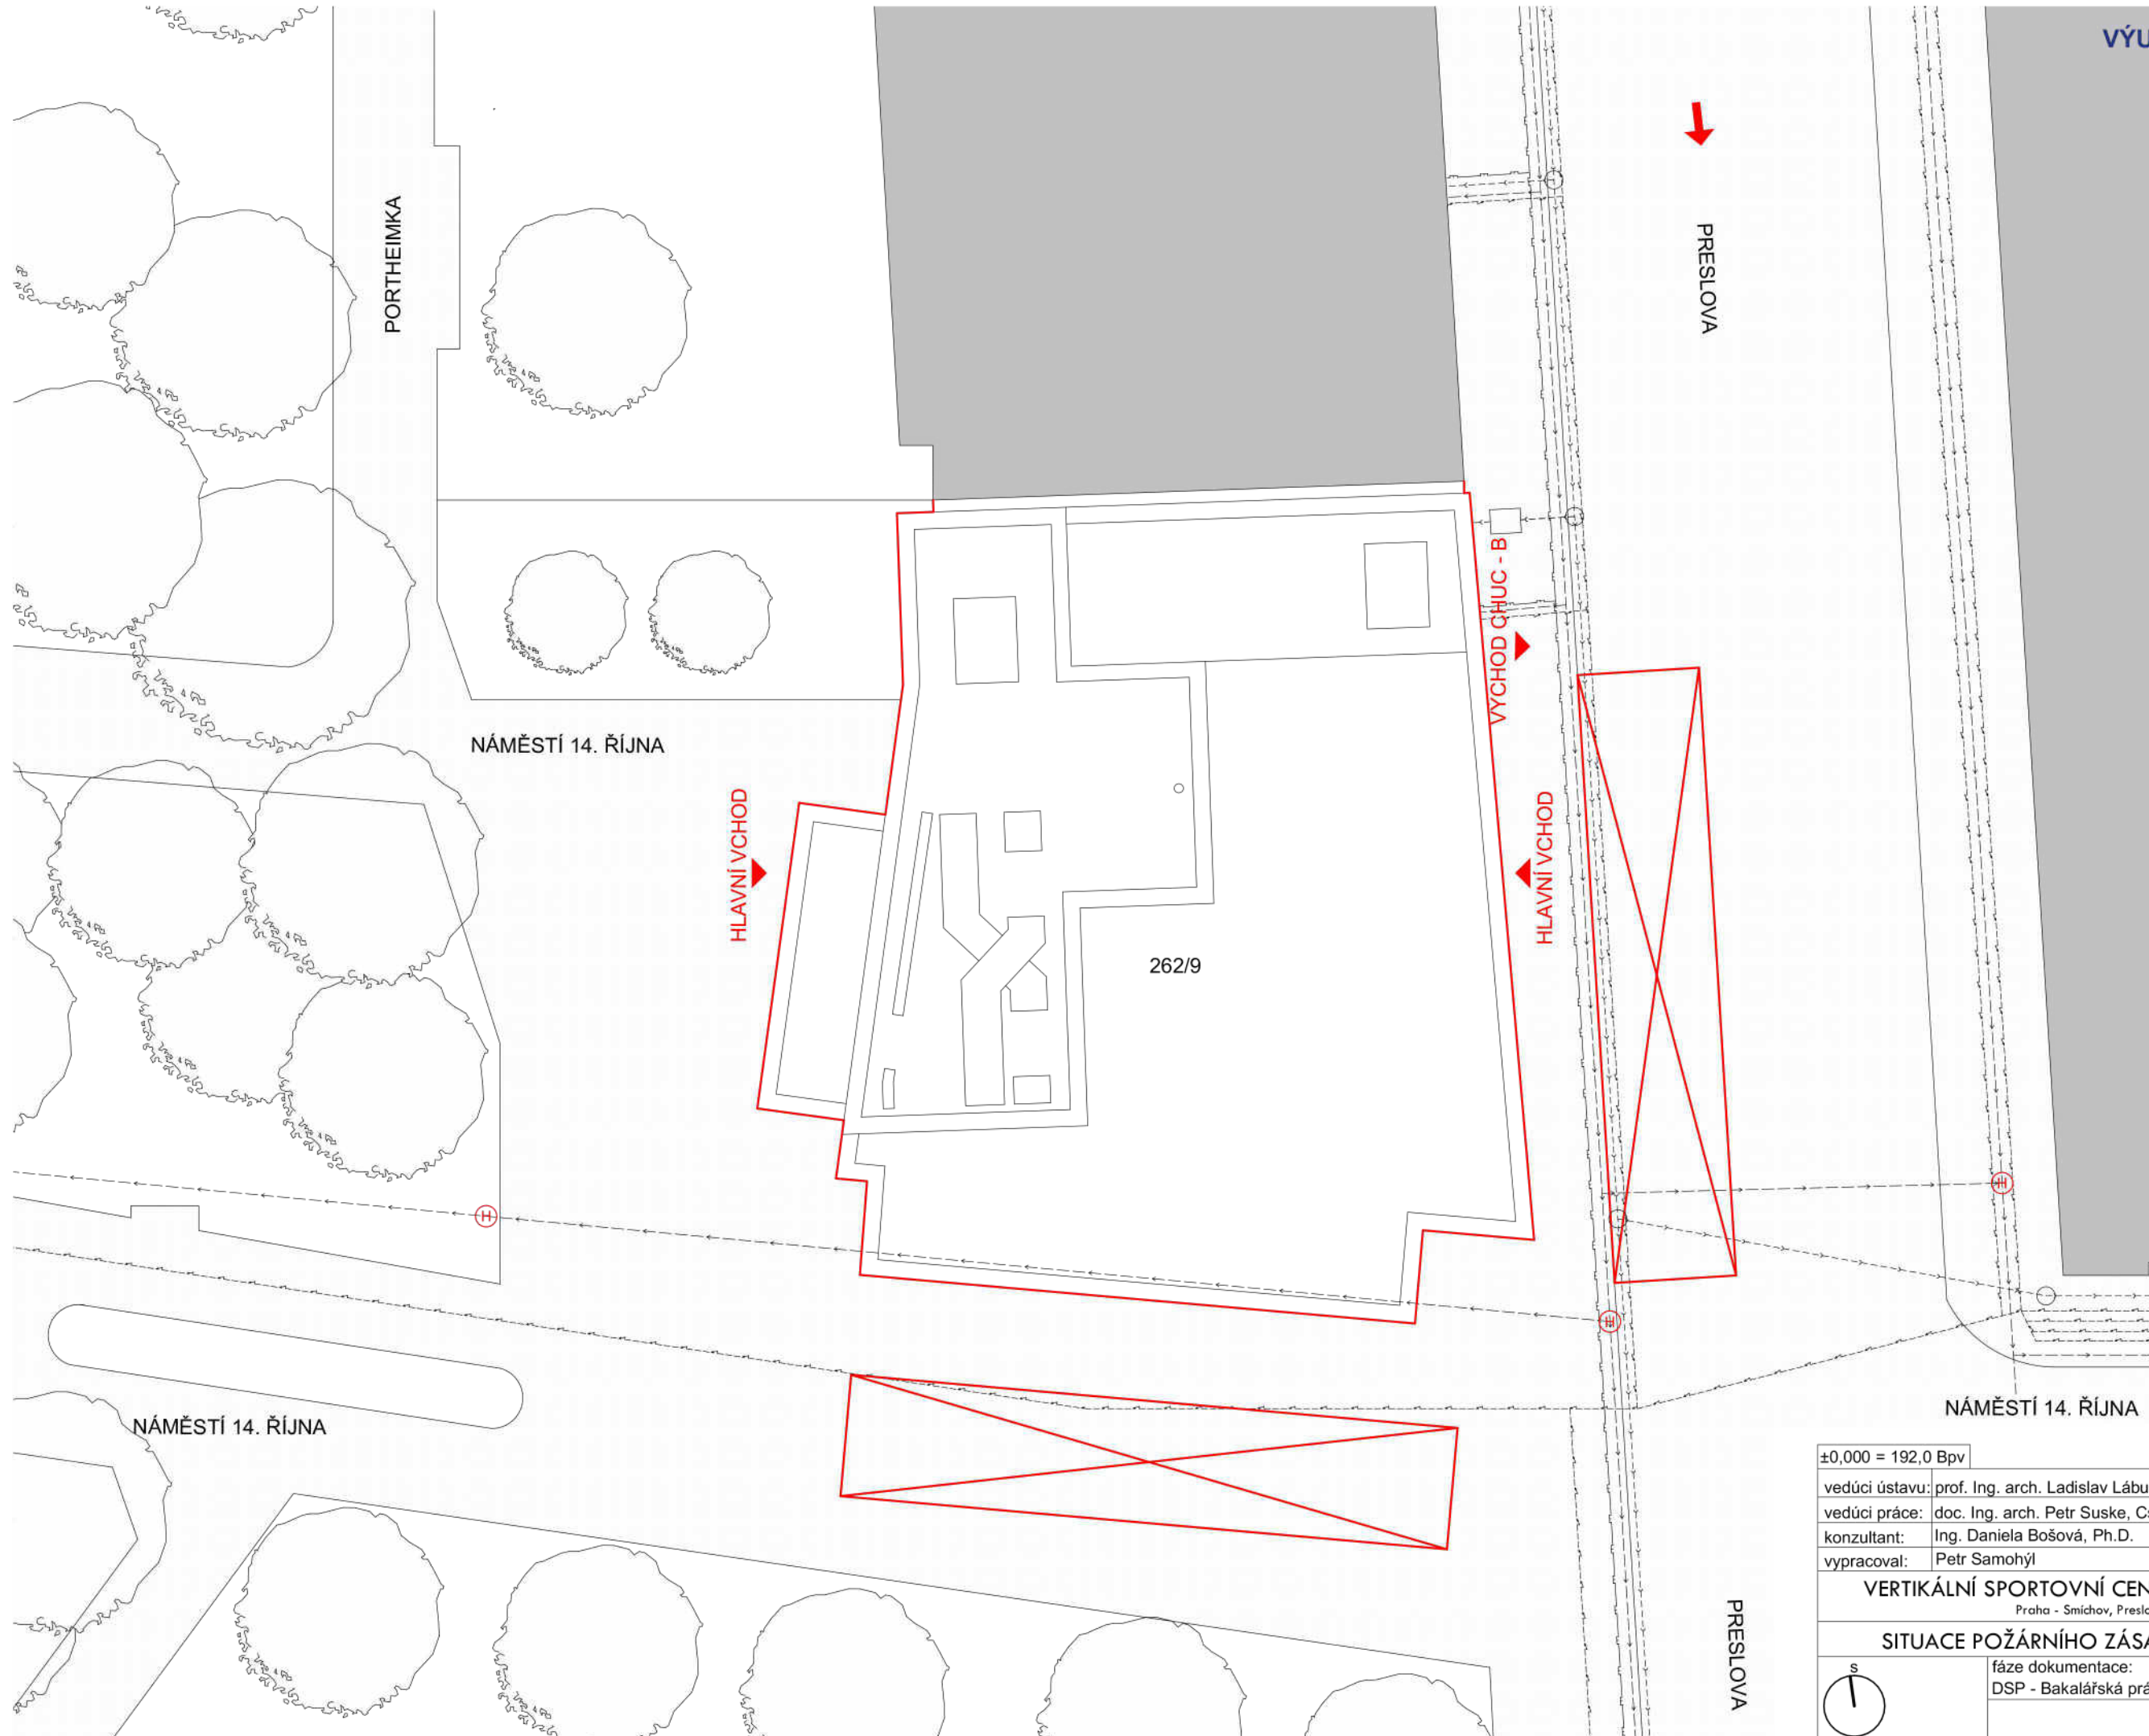 VÝU
PORTHEIMKA
PRESLOVA
VÝCHOD CHUC - B
NÁMĚSTÍ 14. ŘÍJNA
HLAVNÍ VCHOD
HLAVNÍ VCHOD
262/9
H
H
H
NÁMĚSTÍ 14. ŘÍJNA
NÁMĚSTÍ 14. ŘÍJNA
PRESLOVA
±0,000 = 192,0 Bpv
vedúci ústavu: prof. Ing. arch. Ladislav Lábu
vedúci práce: doc. Ing. arch. Petr Suske, Cs
konzultant: Ing. Daniela Bošová, Ph.D.
vypracoval: Petr Samohýl
VERTIKÁLNÍ SPORTOVNÍ CEN
Praha - Smíchov, Preslo
SITUACE POŽÁRNÍHO ZÁSA
S
fáze dokumentace:
DSP - Bakalářská prá